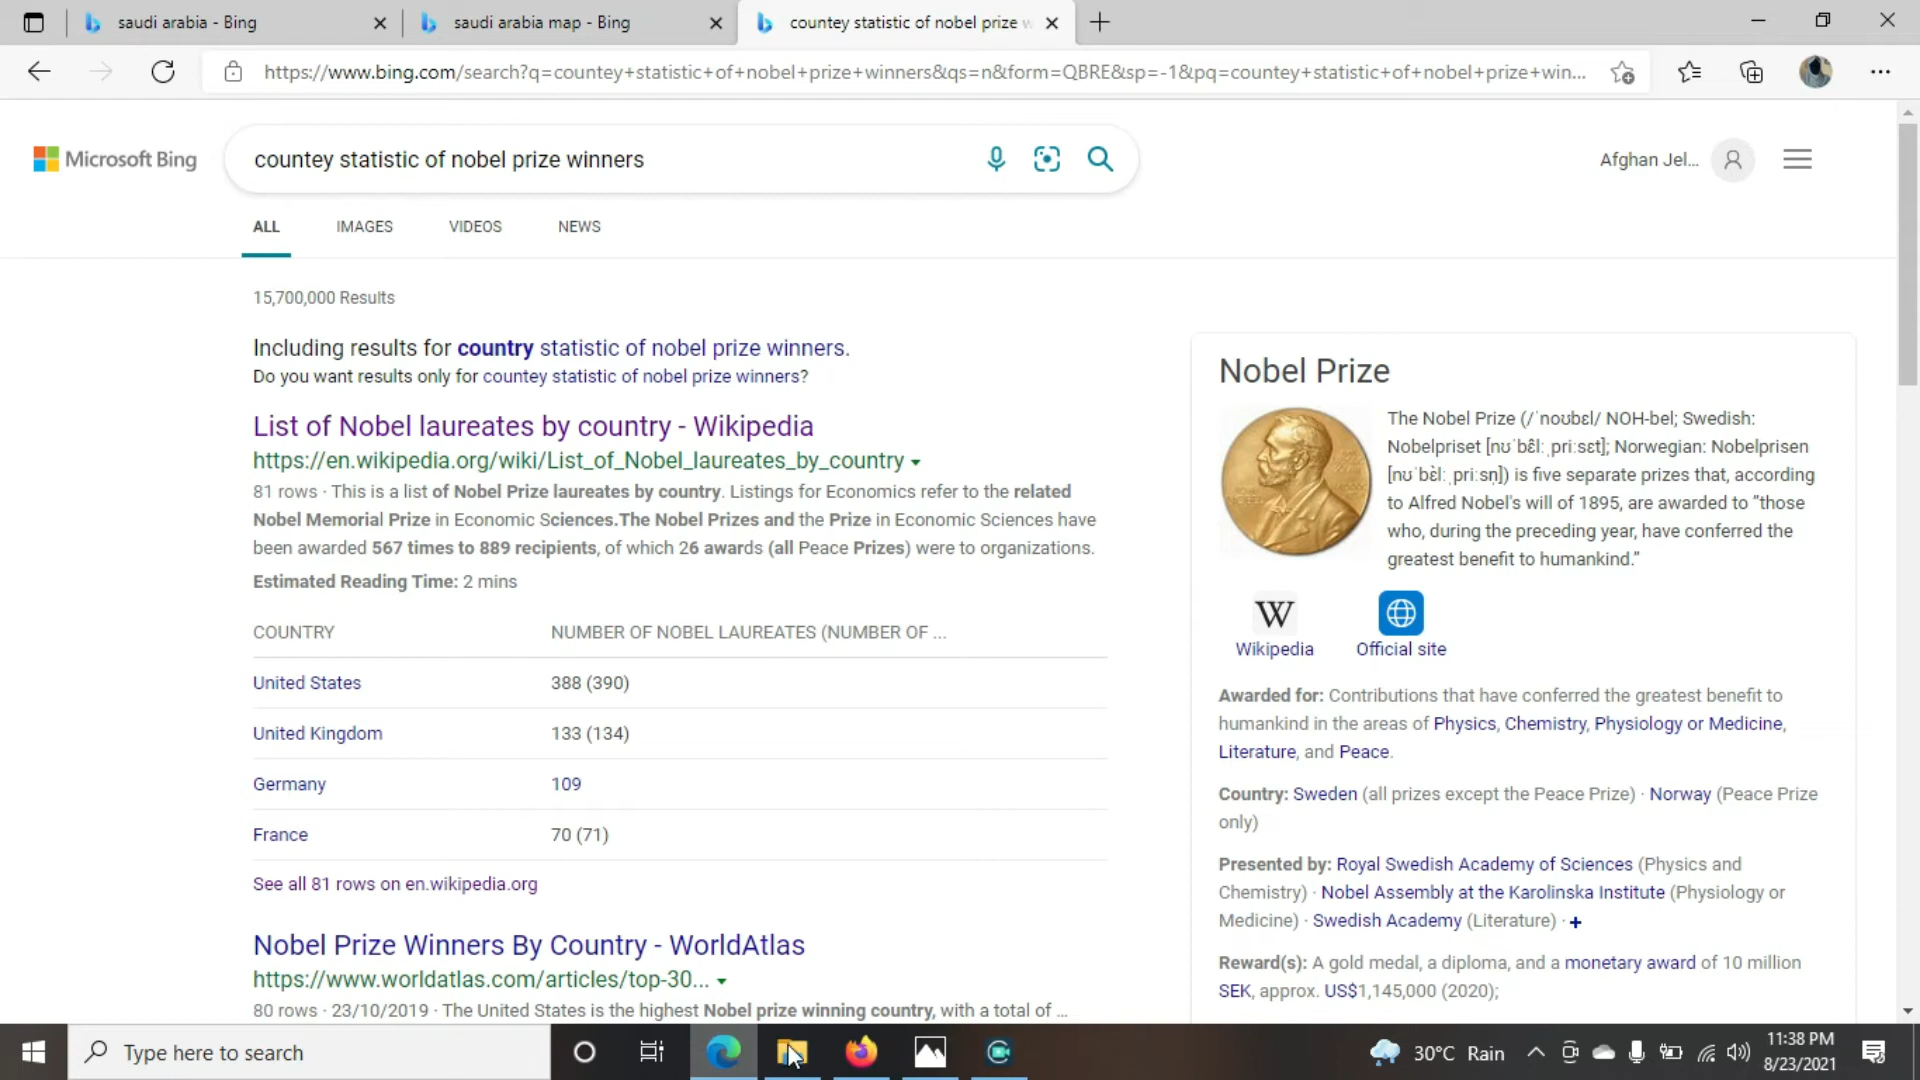 saudi arabia - Bing
saudi arabia map - Bing
countey statistic of nobel prize w
https://www.bing.com/search?q=countey+statistic+of+nobel+prize+winners&qs=n&form=QBRE&sp=-1&pq=countey+statistic+of+nobel+prize+win...
Microsoft Bing
countey statistic of nobel prize winners
Afghan Jel...
ALL IMAGES VIDEOS NEWS
15,700,000 Results
Including results for country statistic of nobel prize winners.
Do you want results only for countey statistic of nobel prize winners?
List of Nobel laureates by country - Wikipedia
https://en.wikipedia.org/wiki/List_of_Nobel_laureates_by_country
81 rows · This is a list of Nobel Prize laureates by country. Listings for Economics refer to the related
Nobel Memorial Prize in Economic Sciences.The Nobel Prizes and the Prize in Economic Sciences have
been awarded 567 times to 889 recipients, of which 26 awards (all Peace Prizes) were to organizations.
Estimated Reading Time: 2 mins
COUNTRY NUMBER OF NOBEL LAUREATES (NUMBER OF ...
United States 388 (390)
United Kingdom 133 (134)
Germany 109
France 70 (71)
See all 81 rows on en.wikipedia.org
Nobel Prize Winners By Country - WorldAtlas
https://www.worldatlas.com/articles/top-30...
80 rows · 23/10/2019 · The United States is the highest Nobel prize winning country, with a total of ...
Nobel Prize
The Nobel Prize (/ˈnoʊbɛl/ NOH-bel; Swedish:
Nobelpriset [nʊˈbɛ̂lːˌpriːsɛt]; Norwegian: Nobelprisen
[nʊˈbɛ̀lːˌpriːsn̩]) is five separate prizes that, according
to Alfred Nobel's will of 1895, are awarded to "those
who, during the preceding year, have conferred the
greatest benefit to humankind."
W
Wikipedia Official site
Awarded for: Contributions that have conferred the greatest benefit to
humankind in the areas of Physics, Chemistry, Physiology or Medicine,
Literature, and Peace.
Country: Sweden (all prizes except the Peace Prize) · Norway (Peace Prize
only)
Presented by: Royal Swedish Academy of Sciences (Physics and
Chemistry) · Nobel Assembly at the Karolinska Institute (Physiology or
Medicine) · Swedish Academy (Literature) · +
Reward(s): A gold medal, a diploma, and a monetary award of 10 million
SEK, approx. US$1,145,000 (2020);
Type here to search
30°C Rain
11:38 PM
8/23/2021